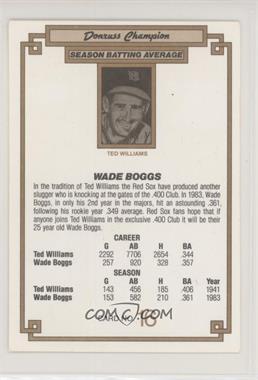 Donruss Champion
SEASON BATTING AVERAGE
TED WILLIAMS
WADE BOGGS
In the tradition of Ted Williams the Red Sox have produced another
slugger who is knocking at the gates of the .400 Club. In 1983, Wade
Boggs, in only his 2nd year in the majors, hit an astounding .361,
following his rookie year .349 average. Red Sox fans hope that if
anyone joins Ted Williams in the exclusive .400 Club it will be their
25 year old Wade Boggs.
CAREER
G AB H BA
Ted Williams 2292 7706 2654 .344
Wade Boggs 257 920 328 .357
SEASON
G AB H BA Year
Ted Williams 143 456 185 .406 1941
Wade Boggs 153 582 210 .361 1983
CARD NO. 16
COMC.COM